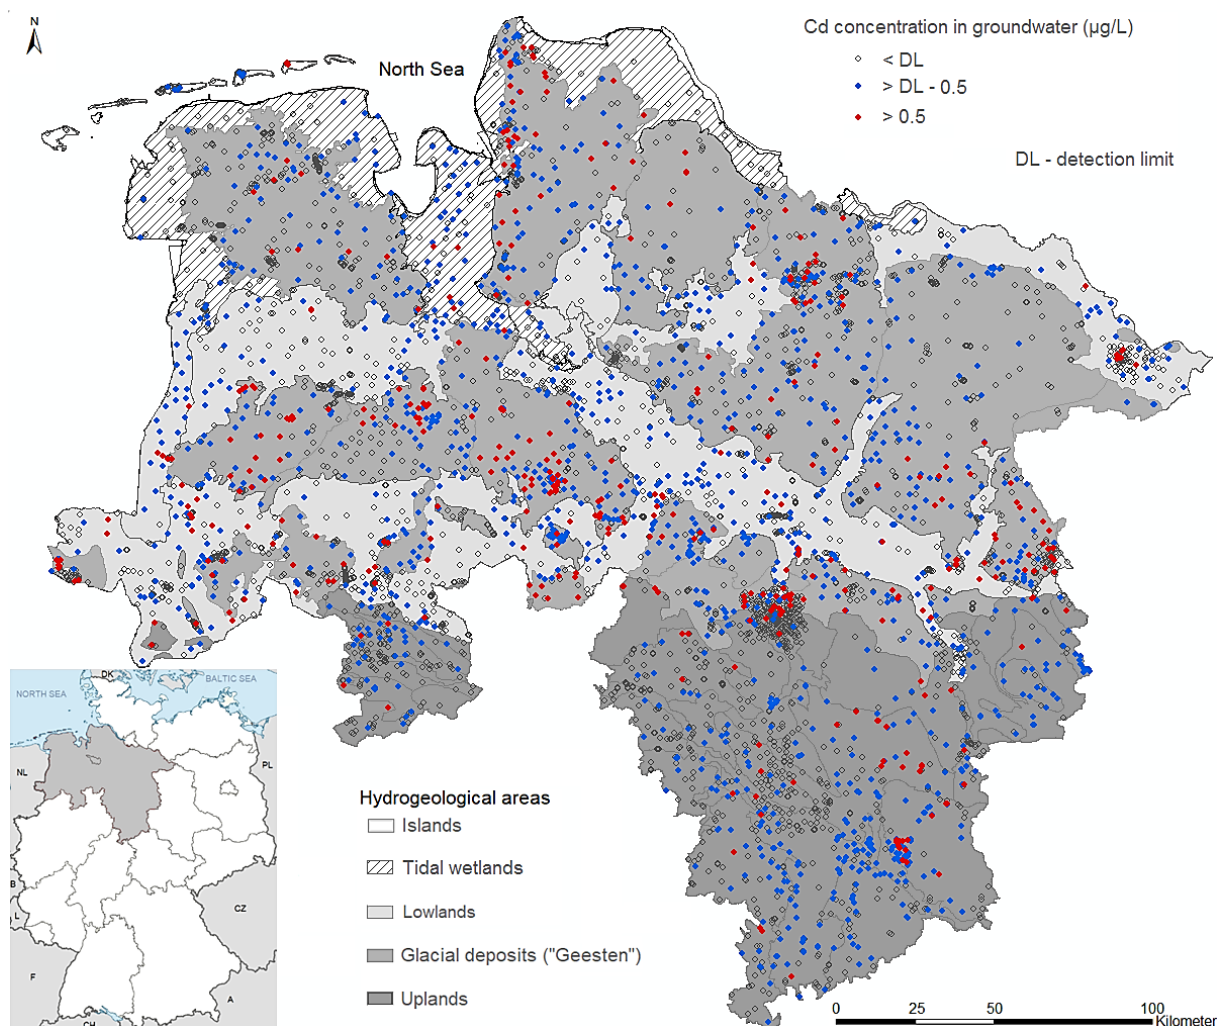 N
North Sea
Cd concentration in groundwater (µg/L)
< DL
> DL - 0.5
> 0.5
DL - detection limit
NORTH SEA
DK
BALTIC SEA
NL
PL
B
L
CZ
F
A
CH
Hydrogeological areas
Islands
Tidal wetlands
Lowlands
Glacial deposits ("Geesten")
Uplands
0 25 50 100
Kilometer